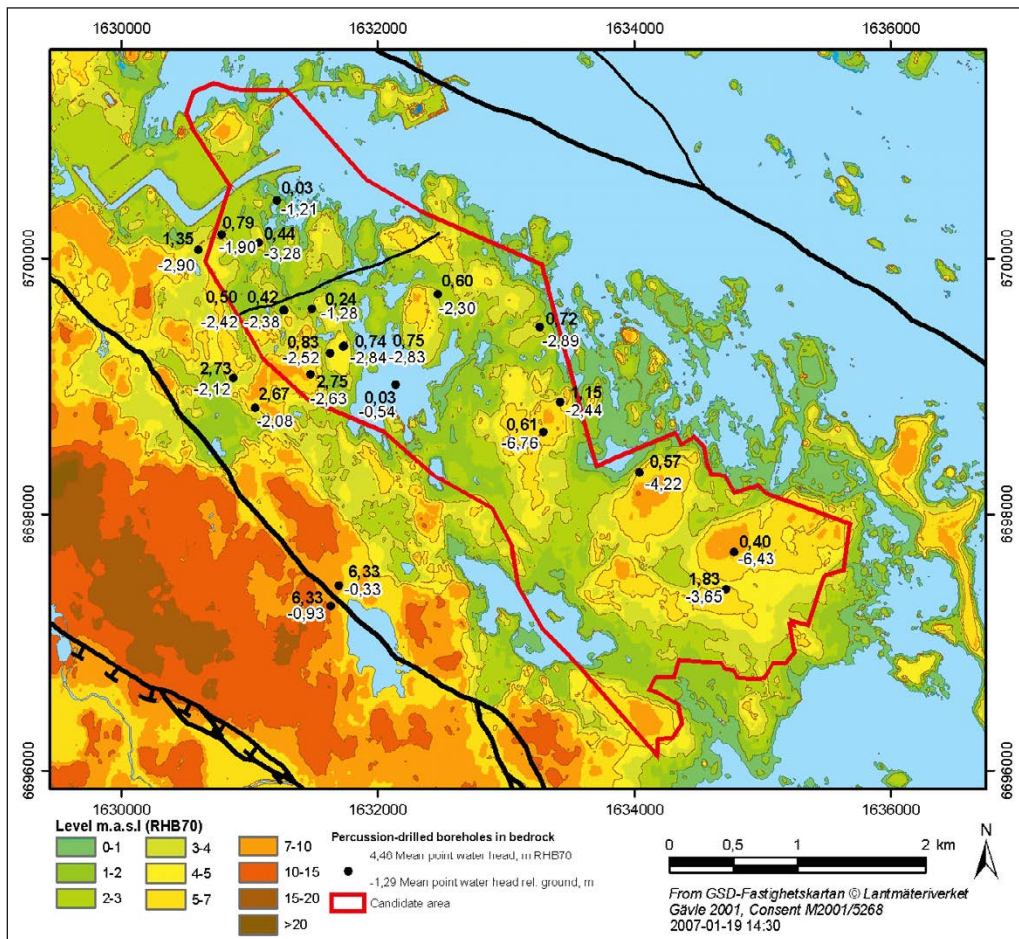 1630000 1632000 1634000 1636000
6700000 6700000
6698000 6698000
6696000 6696000
0,03
-1,21
0,79 0,44
1,35 -1,90 -3,28
-2,90
0,60
-2,30
0,50 0,42 0,24
-2,42 -2,38 -1,28
0,72
-2,89
0,83 0,74 0,75
-2,52 -2,84 -2,83
2,73 2,75
-2,12 -2,63
0,03
-0,54
2,67
-2,08
1,15
-2,44
0,61
-6,76
0,57
-4,22
0,40
-6,43
1,83
-3,65
6,33
-0,33
6,33
-0,93
Level m.a.s.l (RHB70)
0-1 3-4 7-10
1-2 4-5 10-15
2-3 5-7 15-20
>20
Percussion-drilled boreholes in bedrock
4,46 Mean point water head, m RHB70
-1,29 Mean point water head rel. ground, m
Candidate area
0 0,5 1 2 km
N
From GSD-Fastighetskartan © Lantmäteriverket
Gävle 2001, Consent M2001/5268
2007-01-19 14:30